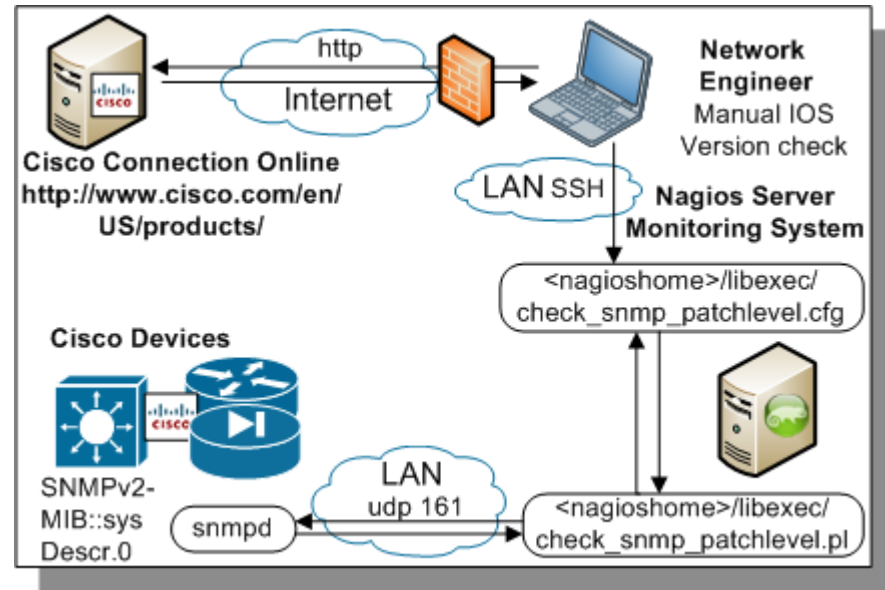 http
Internet
CISCO
Cisco Connection Online
http://www.cisco.com/en/
US/products/
Network
Engineer
Manual IOS
Version check
LAN SSH
Nagios Server
Monitoring System
<nagioshome>/libexec/
check_snmp_patchlevel.cfg
Cisco Devices
CISCO
SNMPv2-
MIB::sys
Descr.0
snmpd
LAN
udp 161
<nagioshome>/libexec/
check_snmp_patchlevel.pl